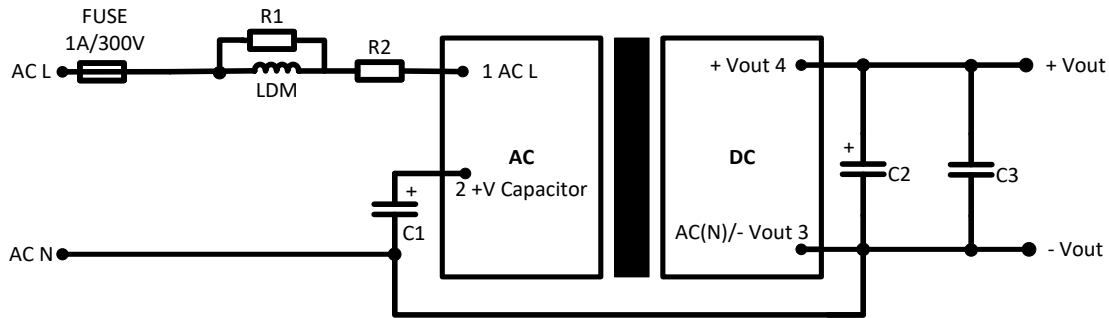 FUSE
1A/300V
R1
R2
AC L
LDM
1 AC L
+ Vout 4
+ Vout
AC
DC
+
C2
C3
2 +V Capacitor
+
C1
AC(N)/- Vout 3
AC N
- Vout